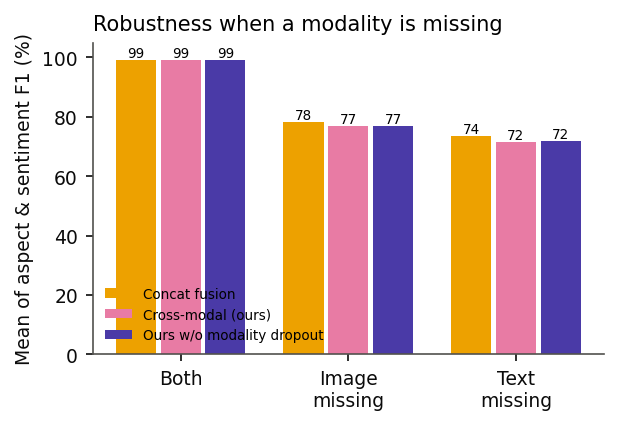 Robustness when a modality is missing
Mean of aspect & sentiment F1 (%)
100
80
60
40
20
0
99 99 99
78 77 77
74 72 72
Concat fusion
Cross-modal (ours)
Ours w/o modality dropout
Both
Image
missing
Text
missing